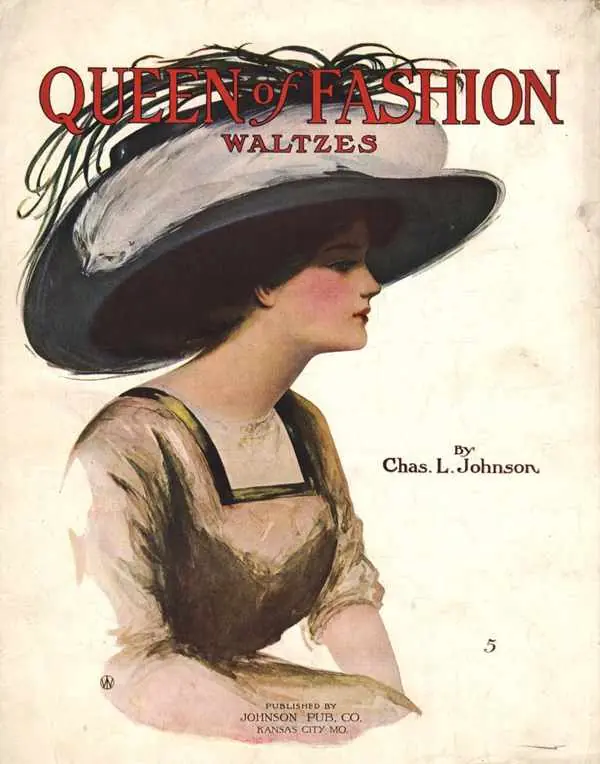 QUEEN of FASHION
WALTZES
BY
Chas. L. Johnson
5
PUBLISHED BY
JOHNSON PUB. CO.
KANSAS CITY MO.